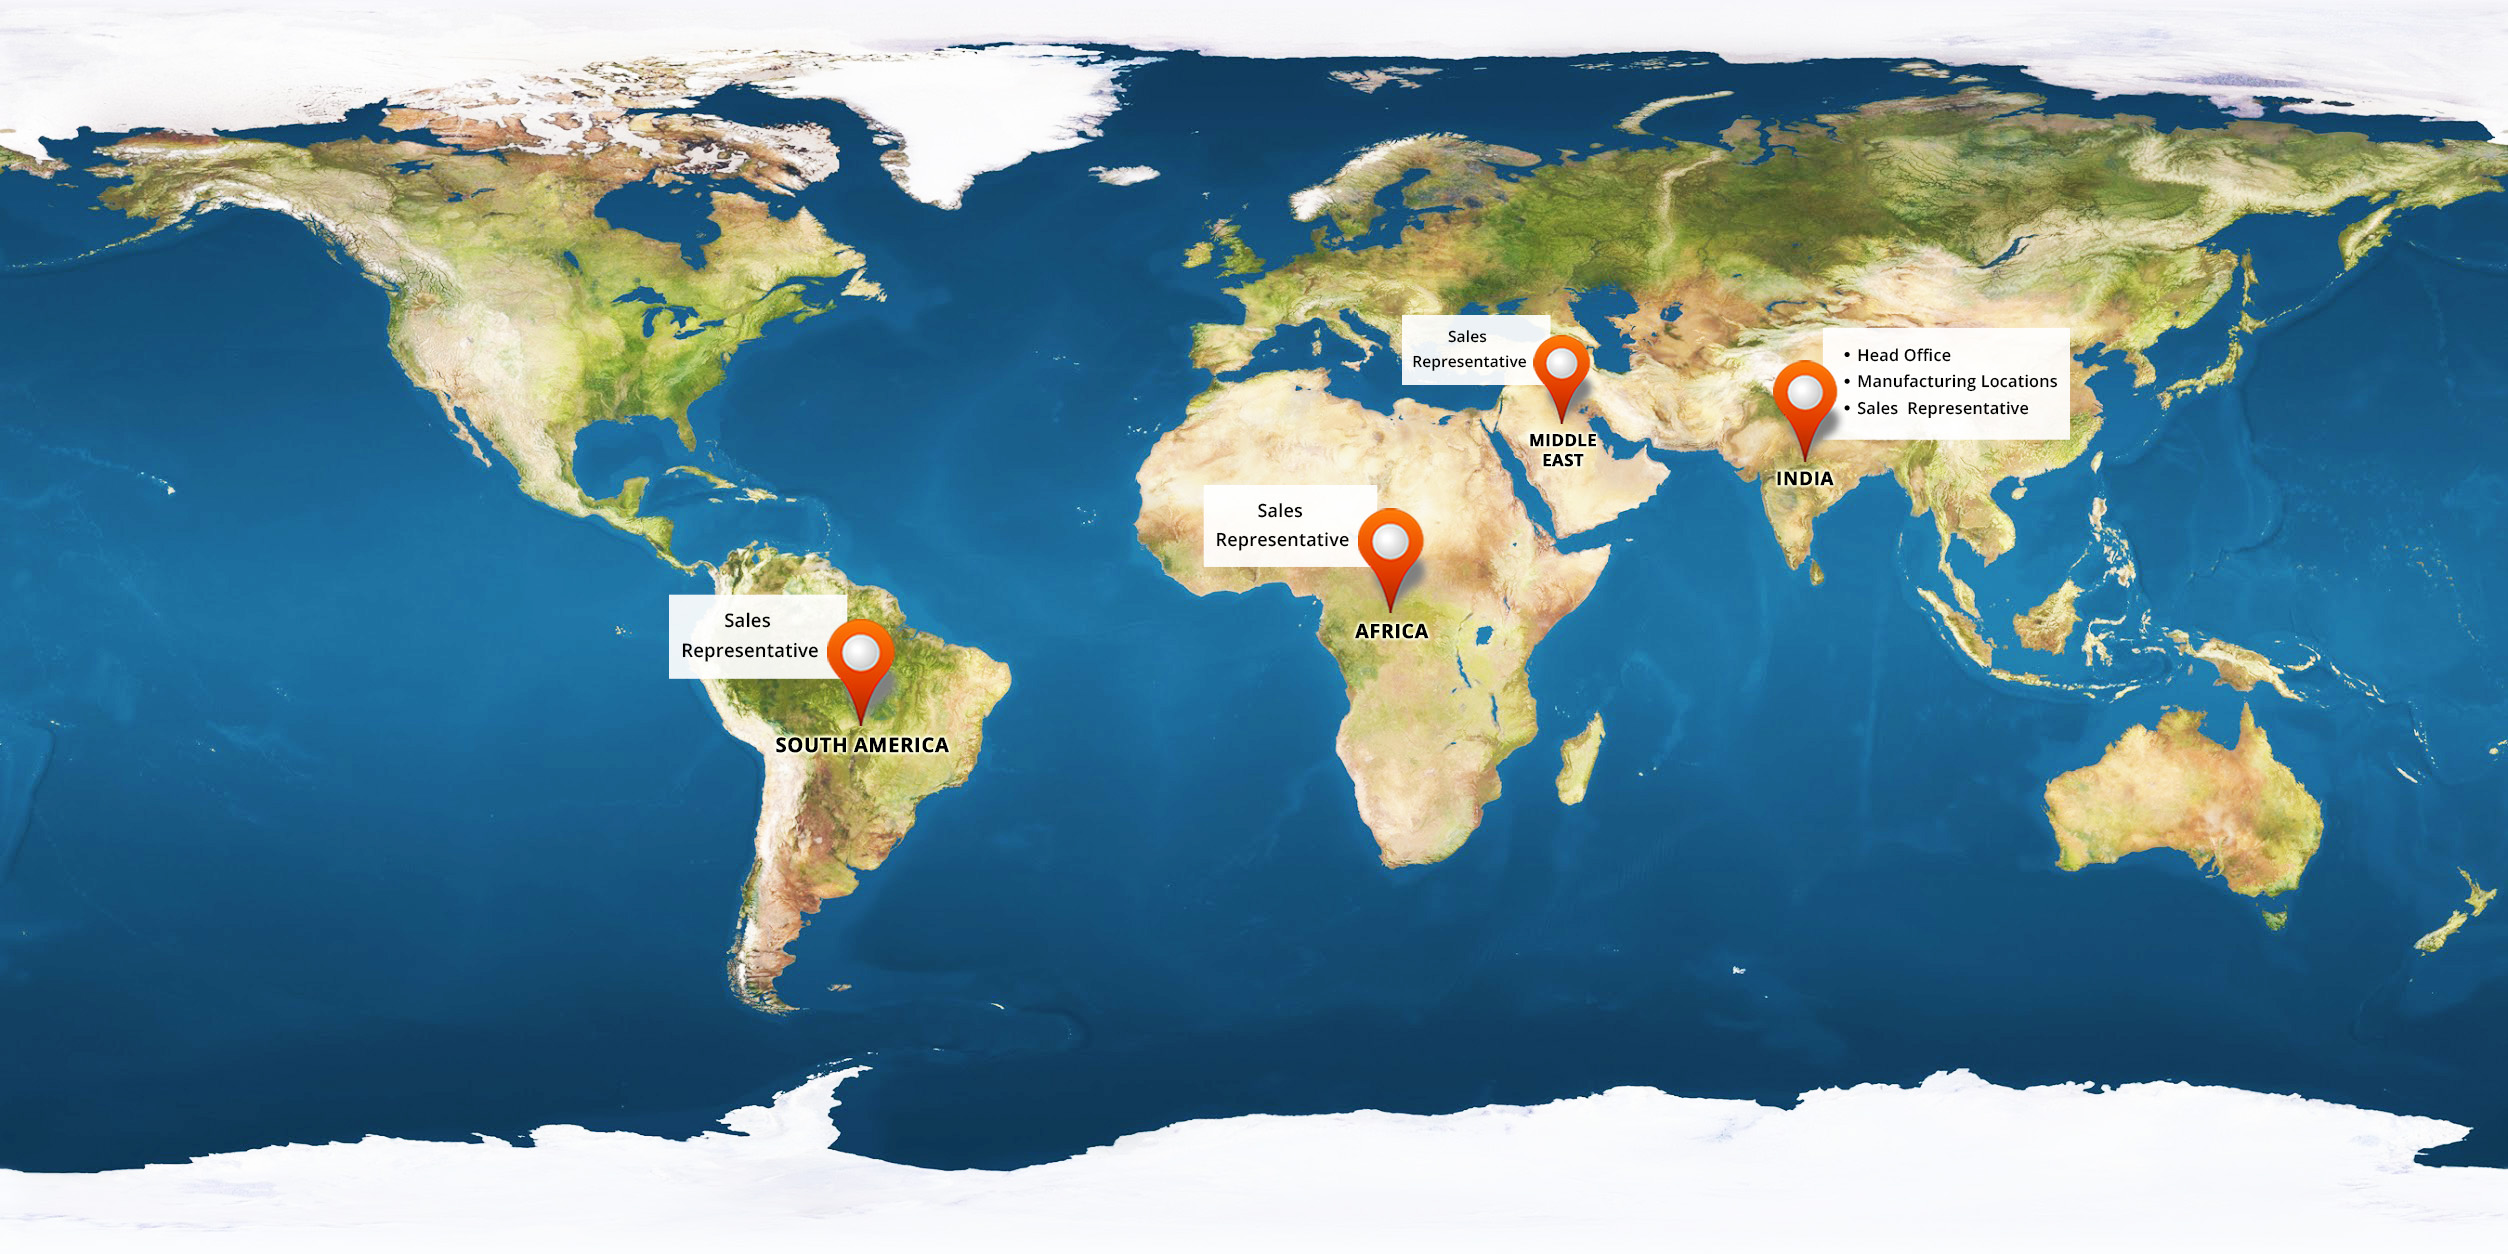 Sales
Representative
MIDDLE
EAST
• Head Office
• Manufacturing Locations
• Sales Representative
INDIA
Sales
Representative
AFRICA
Sales
Representative
SOUTH AMERICA